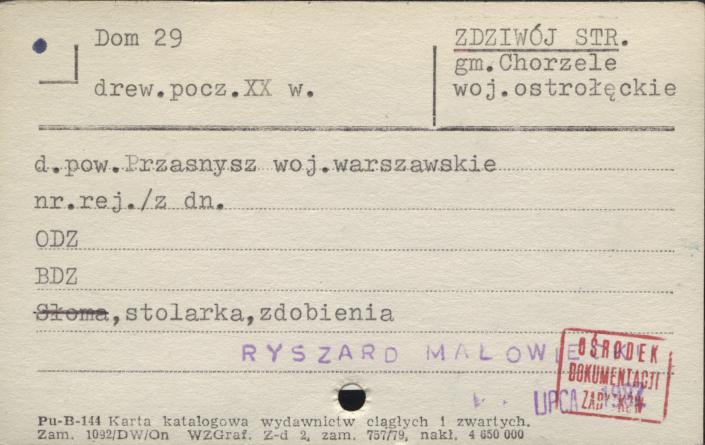 Dom 29
ZDZIWÓJ STR.
gm.Chorzele
drew.pocz.XX w.
woj.ostrołęckie
d.pow.Przasnysz woj.warszawskie
nr.rej./z dn.
ODZ
BDZ
Słoma,stolarka,zdobienia
RYSZARD
OŚRODEK
DOKUMENTACJI
ZABYTKÓW
LIPCA
Pu-B-144 Karta katalogowa wydawnictw ciągłych i zwartych.
Zam. 1092/DW/On WZGraf. Z-d 2, zam. 757/79, nakł. 4 650 000